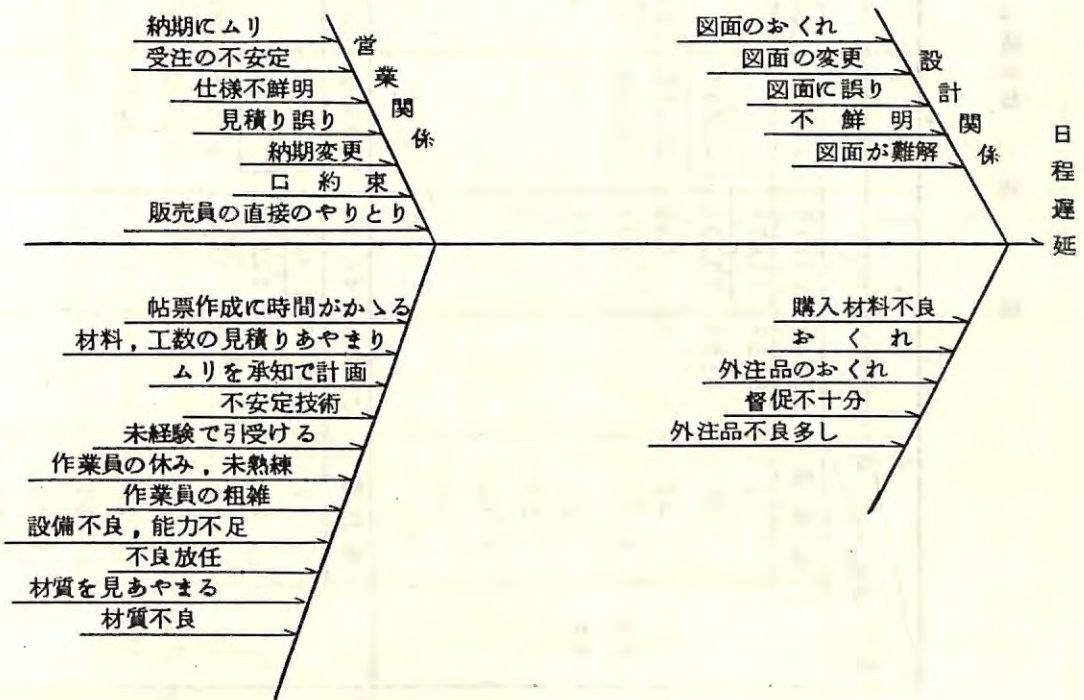 納期にムリ
受注の不安定
仕様不鮮明
見積り誤り
納期変更
口約束
販売員の直接のやりとり
営業関係
図面のおくれ
図面の変更
図面に誤り
不鮮明
図面が難解
設計関係
日程遅延
帖票作成に時間がかゝる
材料,工数の見積りあやまり
ムリを承知で計画
不安定技術
未経験で引受ける
作業員の休み,未熟練
作業員の粗雑
設備不良,能力不足
不良放任
材質を見あやまる
材質不良
購入材料不良
おくれ
外注品のおくれ
督促不十分
外注品不良多し